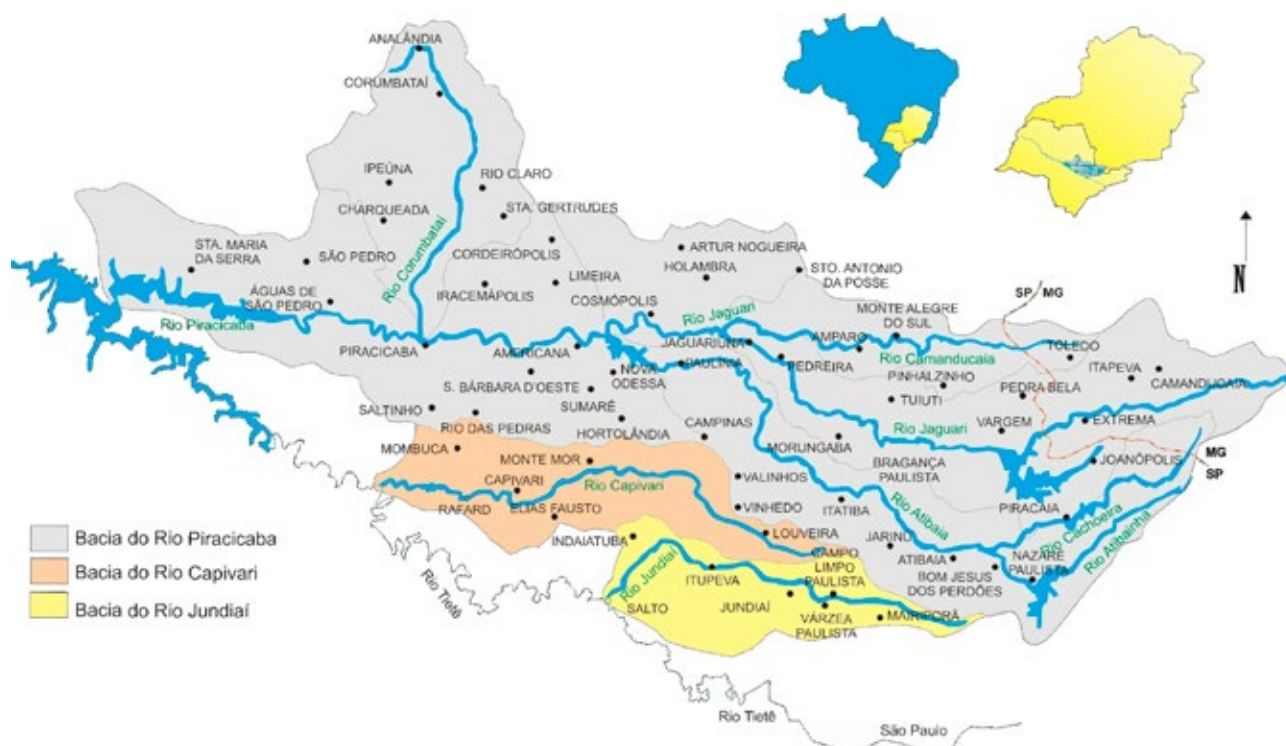 ANALÂNDIA
CORUMBATAÍ
IPEÚNA
RIO CLARO
CHARQUEADA
STA. GERTRUDES
Rio Corumbataí
STA. MARIA
DA SERRA
SÃO PEDRO
CORDEIRÓPOLIS
ARTUR NOGUEIRA
HOLAMBRA
STO. ANTONIO
DA POSSE
SP
MG
N
ÁGUAS DE
SÃO PEDRO
IRACEMÁPOLIS
LIMEIRA
COSMÓPOLIS
Rio Jaguari
MONTE ALEGRE
DO SUL
Rio Piracicaba
PIRACICABA
AMERICANA
JAGUARIÚNA
AMPARO
Rio Camanducaia
TOLEDO
ITAPEVA
CAMANDUCAIA
PAULÍNIA
PEDREIRA
NOVA
ODESSA
S. BÁRBARA D'OESTE
PINHALZINHO
PEDRA BELA
SALTINHO
RIO DAS PEDRAS
SUMARÉ
HORTOLÂNDIA
CAMPINAS
TUIUTI
VARGEM
EXTREMA
Rio Jaguari
MOMBUCA
MONTE MOR
MORUNGABA
BRAGANÇA
PAULISTA
JOANÓPOLIS
MG
SP
CAPIVARI
Rio Capivari
VALINHOS
RAFARD
ELIAS FAUSTO
VINHEDO
ITATIBA
Rio Atibaia
PIRACAIA
Rio Cachoeira
Rio Atibainha
Bacia do Rio Piracicaba
Bacia do Rio Capivari
Bacia do Rio Jundiaí
INDAIATUBA
LOUVEIRA
JARINU
ATIBAIA
NAZARÉ
PAULISTA
CAMPO
LIMPO
PAULISTA
BOM JESUS
DOS PERDÕES
Rio Jundiaí
ITUPEVA
SALTO
JUNDIAÍ
VÁRZEA
PAULISTA
MAIRIPORÃ
Rio Tietê
Rio Tietê
São Paulo